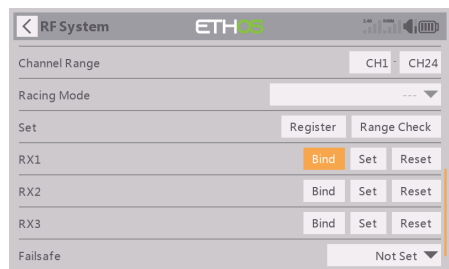 RF System ETHOS
Channel Range CH1 - CH24
Racing Mode ---
Set Register Range Check
RX1 Bind Set Reset
RX2 Bind Set Reset
RX3 Bind Set Reset
Failsafe Not Set